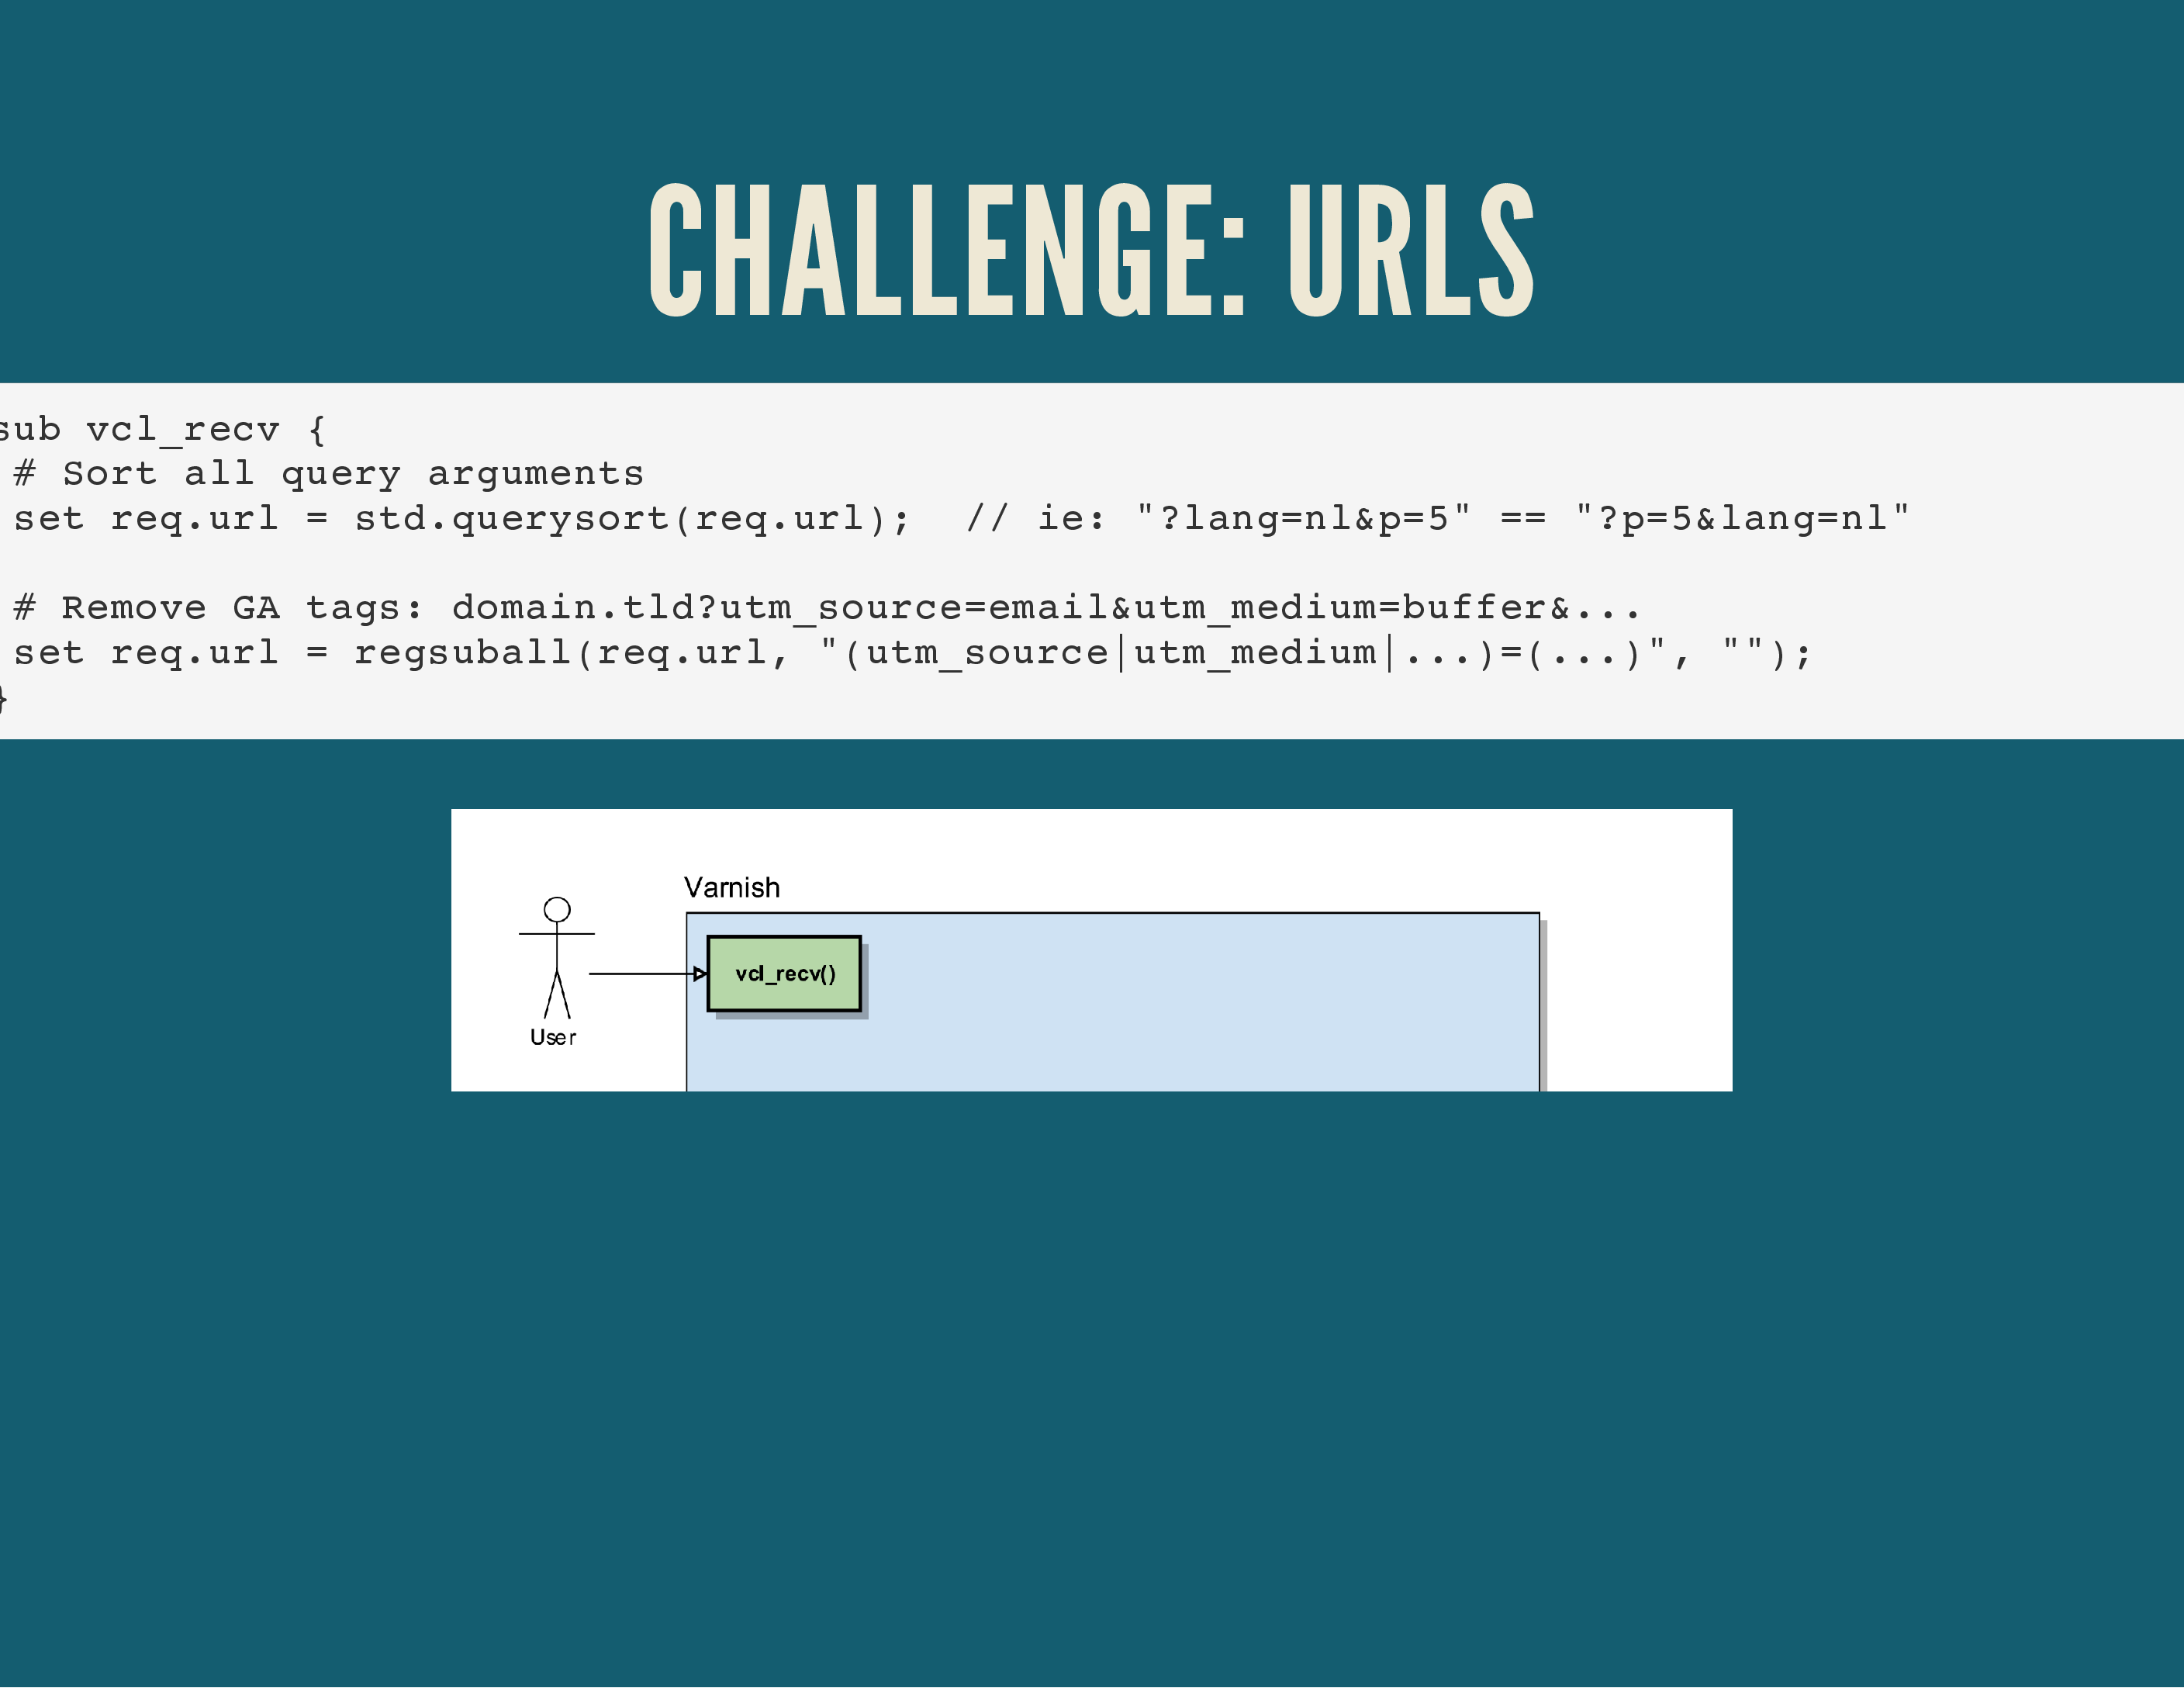 CHALLENGE: URLS
sub vcl_recv {
# Sort all query arguments
set req.url = std.querysort(req.url);  // ie: "?lang=nl&p=5" == "?p=5&lang=nl"
# Remove GA tags: domain.tld?utm_source=email&utm_medium=buffer&...
set req.url = regsuball(req.url, "(utm_source|utm_medium|...)=(...)", "");
}
Varnish
vcl_recv()
User